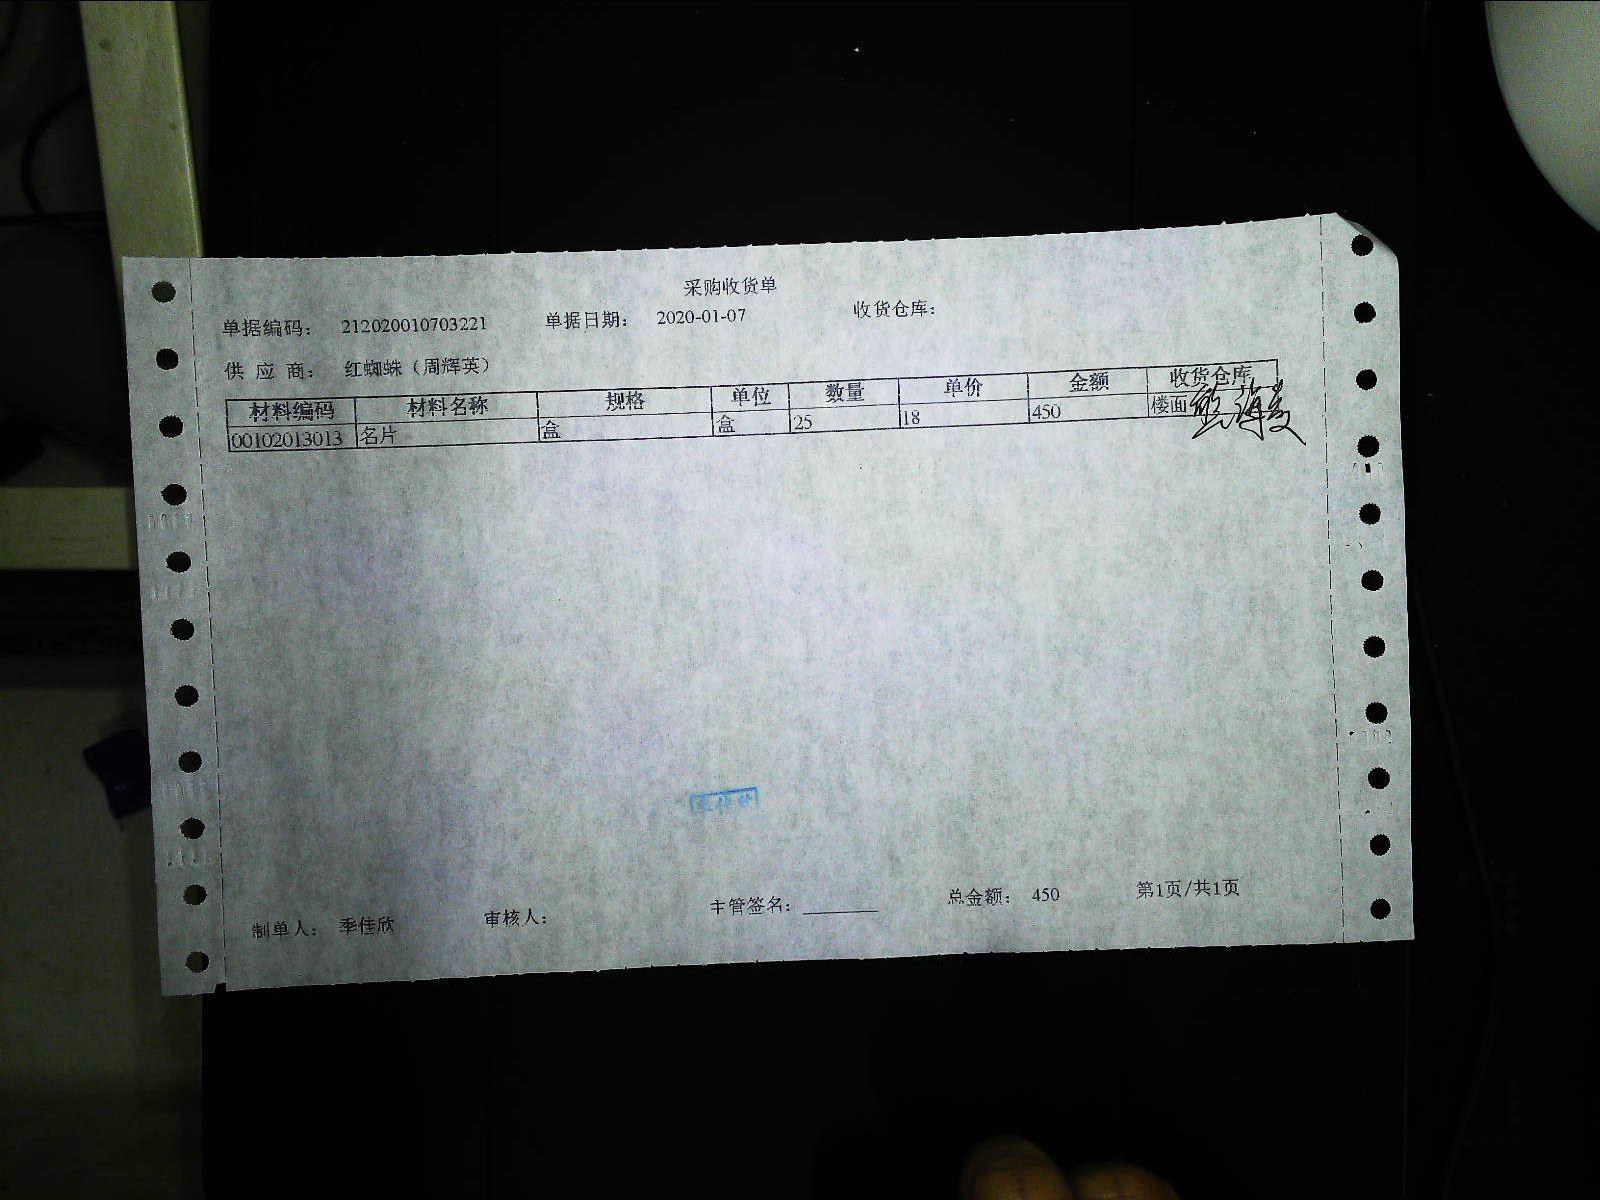 采购收货单
单据编码： 212020010703221 单据日期： 2020-01-07 收货仓库：
供 应 商： 红蜘蛛（周辉英）
材料编码 材料名称 规格 单位 数量 单价 金额 收货仓库
00102013013 名片 盒 盒 25 18 450 楼面
制单人： 季佳欣 审核人： 主管签名： 总金额： 450 第1页/共1页